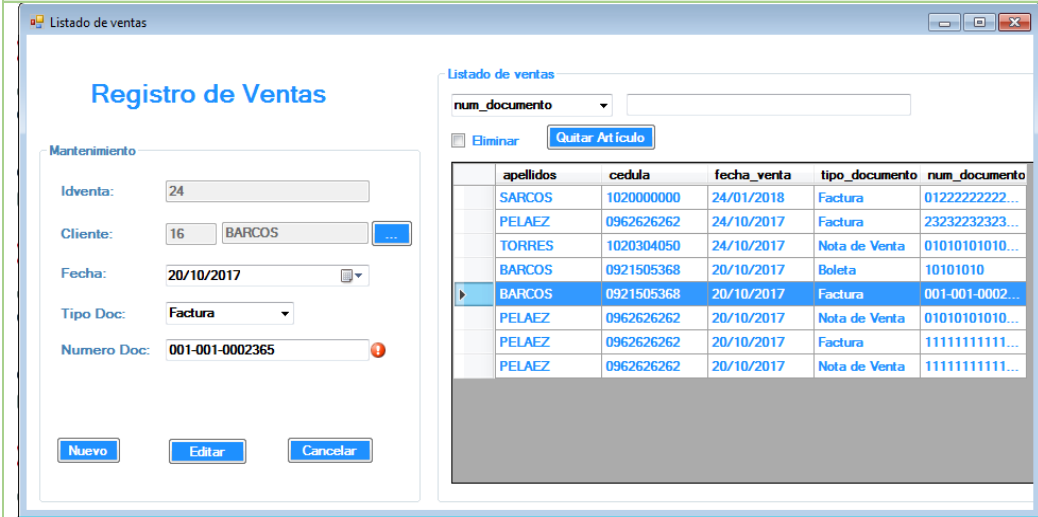 Listado de ventas
Registro de Ventas
Mantenimiento
Idventa: 24
Cliente: 16 BARCOS ...
Fecha: 20/10/2017
Tipo Doc: Factura
Numero Doc: 001-001-0002365
Nuevo Editar Cancelar
Listado de ventas
num_documento
Eliminar Quitar Artículo
apellidos cedula fecha_venta tipo_documento num_documento
SARCOS 1020000000 24/01/2018 Factura 01222222222...
PELAEZ 0962626262 24/10/2017 Factura 23232232323...
TORRES 1020304050 24/10/2017 Nota de Venta 01010101010...
BARCOS 0921505368 20/10/2017 Boleta 10101010
BARCOS 0921505368 20/10/2017 Factura 001-001-0002...
PELAEZ 0962626262 20/10/2017 Nota de Venta 01010101010...
PELAEZ 0962626262 20/10/2017 Factura 11111111111...
PELAEZ 0962626262 20/10/2017 Nota de Venta 11111111111...